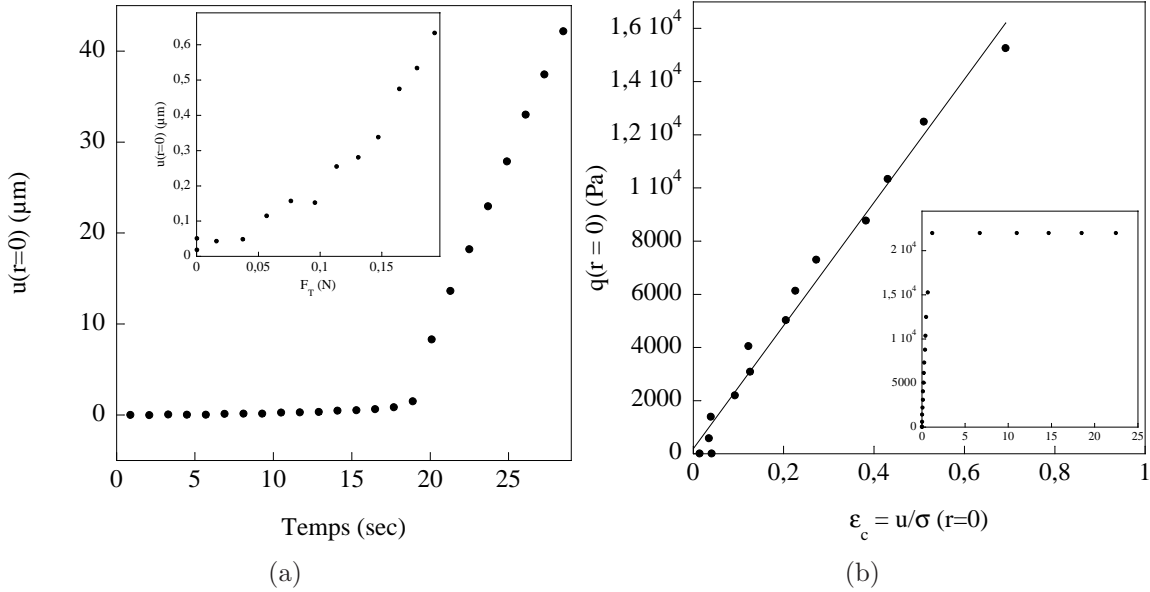 40
30
20
10
0
u(r=0) (µm)
0 5 10 15 20 25
Temps (sec)
0,6
0,5
0,4
0,3
0,2
0,1
0
u(r=0) (µm)
0 0,05 0,1 0,15
F_T (N)
(a)
1,6 10^4
1,4 10^4
1,2 10^4
1 10^4
8000
6000
4000
2000
0
q(r = 0) (Pa)
0 0,2 0,4 0,6 0,8 1
ε_c = u/σ (r=0)
2 10^4
1,5 10^4
1 10^4
5000
0
0 5 10 15 20 25
(b)